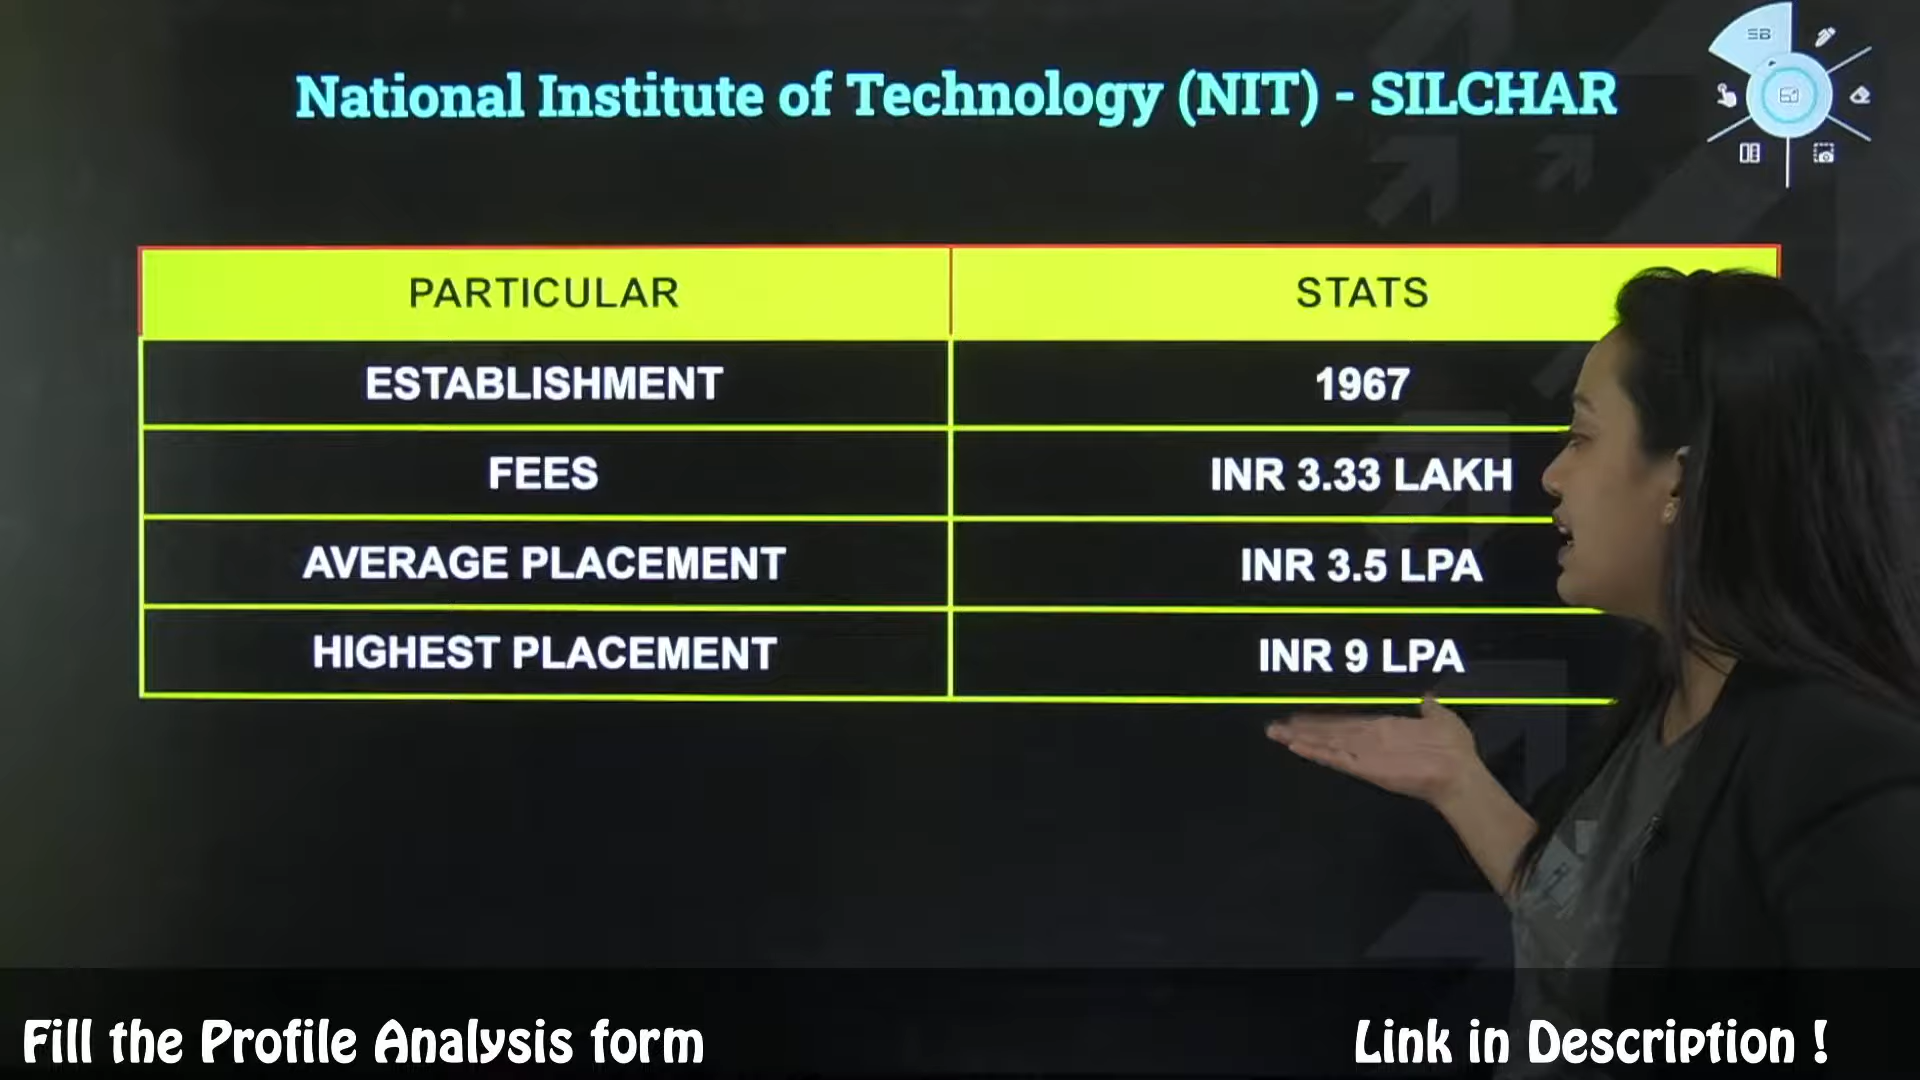 National Institute of Technology (NIT) - SILCHAR
PARTICULAR STATS
ESTABLISHMENT 1967
FEES INR 3.33 LAKH
AVERAGE PLACEMENT INR 3.5 LPA
HIGHEST PLACEMENT INR 9 LPA
Fill the Profile Analysis form
Link in Description !